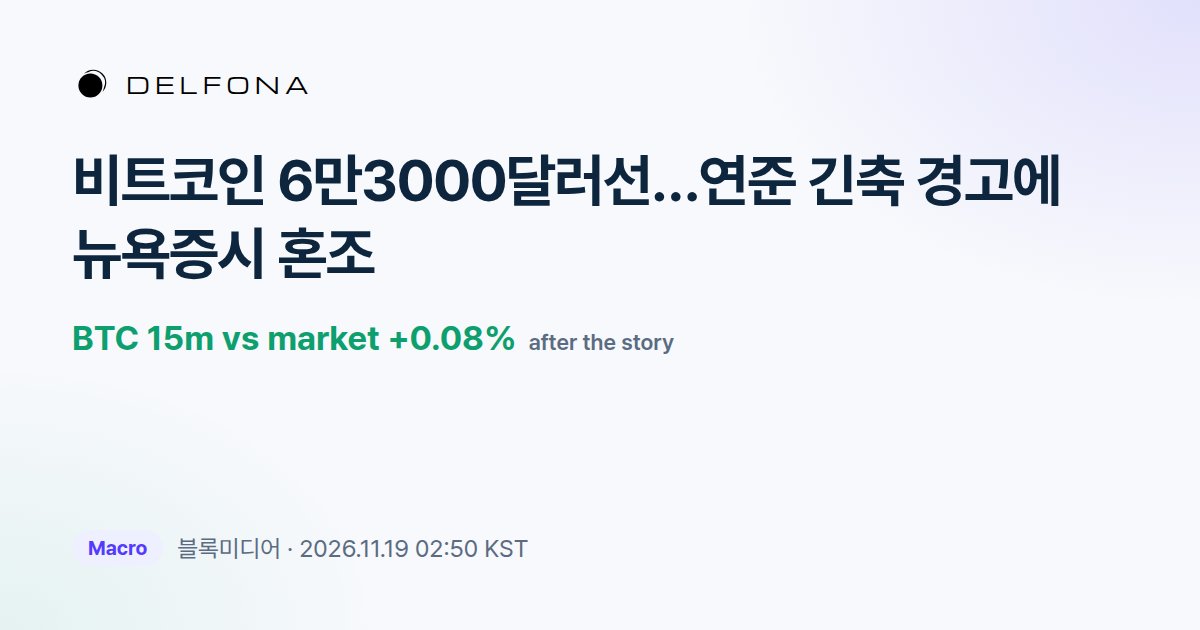 DELFONA
비트코인 6만3000달러선…연준 긴축 경고에
뉴욕증시 혼조
BTC 15m vs market +0.08% after the story
Macro 블록미디어 · 2026.11.19 02:50 KST